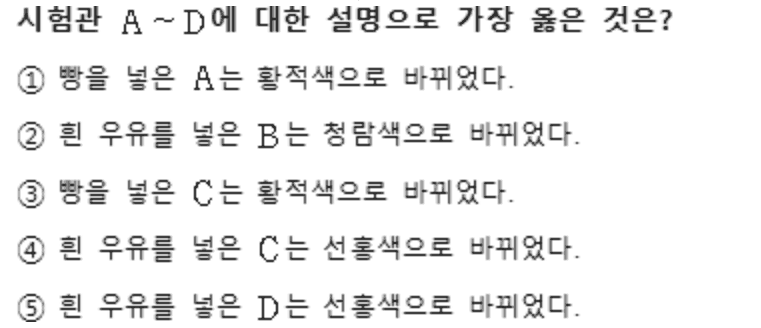 시험관 A ~ D에 대한 설명으로 가장 옳은 것은?
① 빵을 넣은 A는 황적색으로 바뀌었다.
② 흰 우유를 넣은 B는 청람색으로 바뀌었다.
③ 빵을 넣은 C는 황적색으로 바뀌었다.
④ 흰 우유를 넣은 C는 선홍색으로 바뀌었다.
⑤ 흰 우유를 넣은 D는 선홍색으로 바뀌었다.